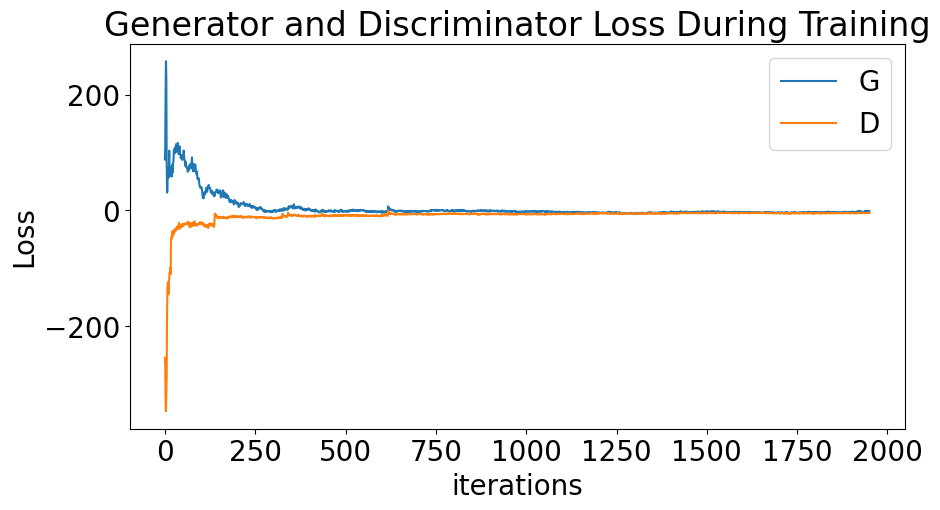 Generator and Discriminator Loss During Training
G
D
Loss
200
0
−200
0 250 500 750 1000 1250 1500 1750 2000
iterations